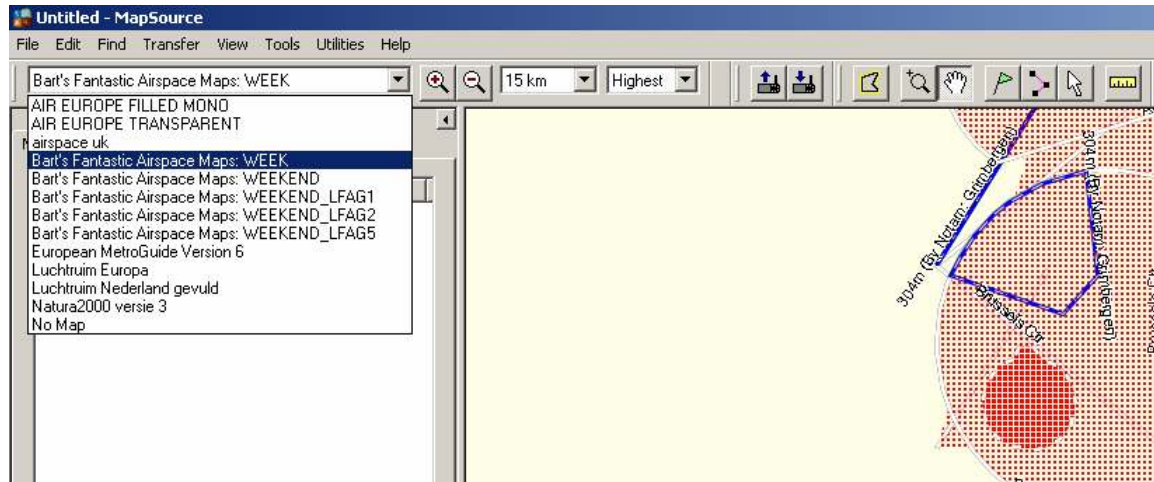 Untitled - MapSource
File Edit Find Transfer View Tools Utilities Help
Bart's Fantastic Airspace Maps: WEEK
15 km
Highest
AIR EUROPE FILLED MONO
AIR EUROPE TRANSPARENT
airspace uk
Bart's Fantastic Airspace Maps: WEEK
Bart's Fantastic Airspace Maps: WEEKEND
Bart's Fantastic Airspace Maps: WEEKEND_LFAG1
Bart's Fantastic Airspace Maps: WEEKEND_LFAG2
Bart's Fantastic Airspace Maps: WEEKEND_LFAG5
European MetroGuide Version 6
Luchtruim Europa
Luchtruim Nederland gevuld
Natura2000 versie 3
No Map
304m (By Notam: Grimbergen)
304m (By Notam: Grimbergen)
Brussels Ctr